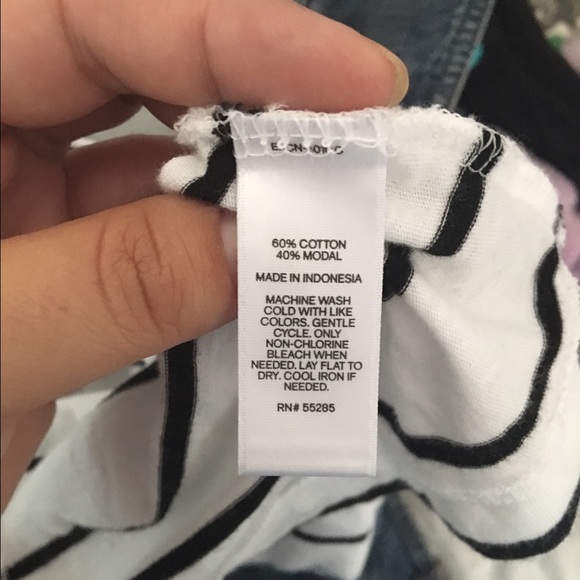 60% COTTON
40% MODAL
MADE IN INDONESIA
MACHINE WASH
COLD WITH LIKE
COLORS. GENTLE
CYCLE. ONLY
NON-CHLORINE
BLEACH WHEN
NEEDED. LAY FLAT TO
DRY. COOL IRON IF
NEEDED.
RN# 55285